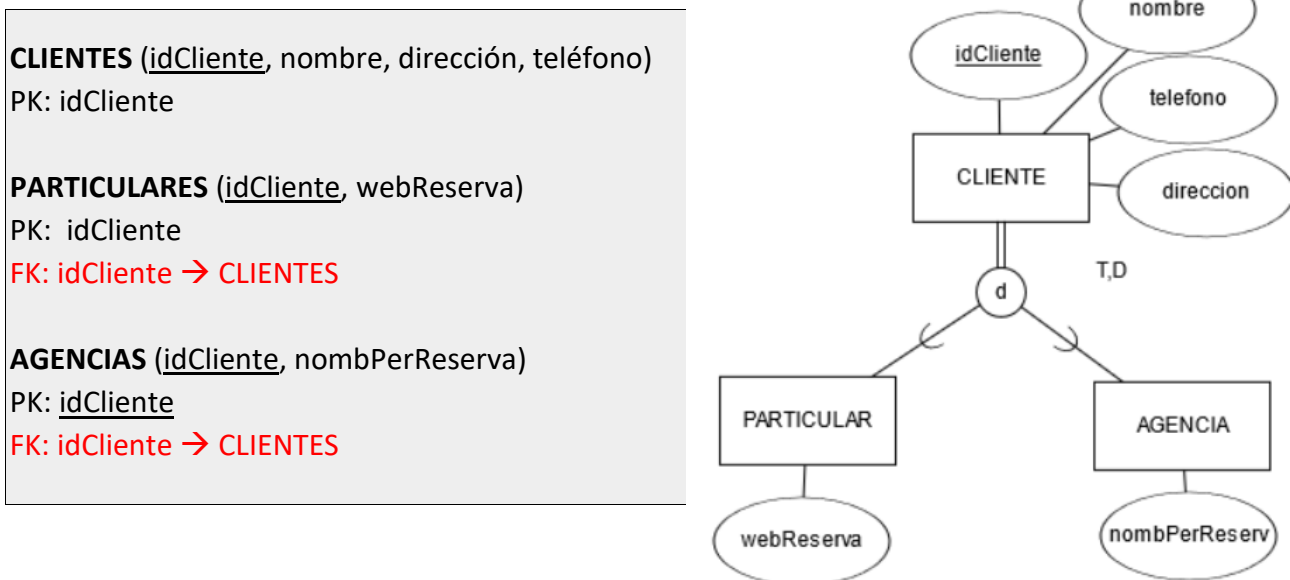 CLIENTES (idCliente, nombre, dirección, teléfono)
PK: idCliente
PARTICULARES (idCliente, webReserva)
PK: idCliente
FK: idCliente → CLIENTES
AGENCIAS (idCliente, nombPerReserva)
PK: idCliente
FK: idCliente → CLIENTES
nombre
idCliente
telefono
CLIENTE
direccion
T,D
d
PARTICULAR
AGENCIA
webReserva
nombPerReserv